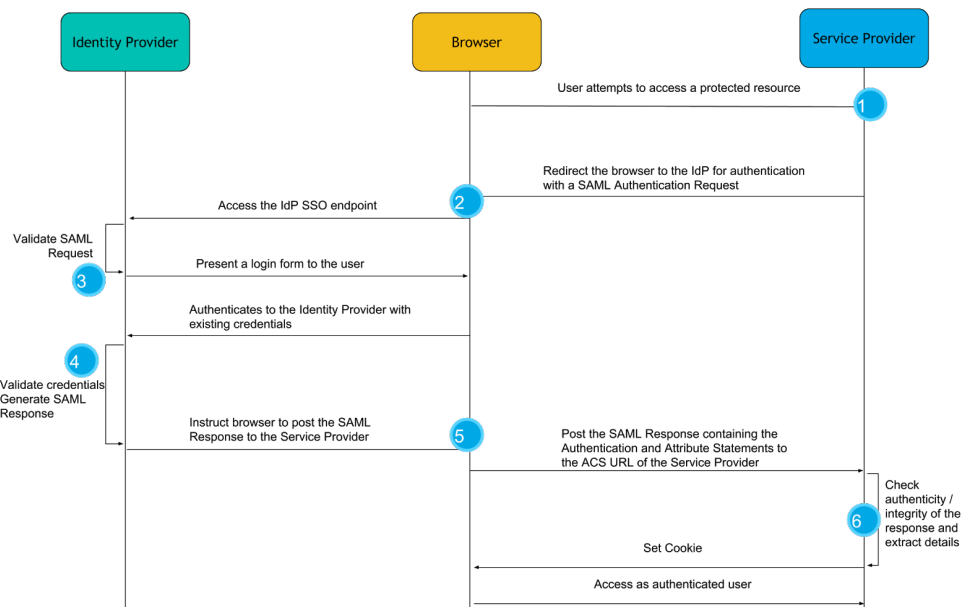 Identity Provider
Browser
Service Provider
User attempts to access a protected resource
1
Redirect the browser to the IdP for authentication
with a SAML Authentication Request
2
Access the IdP SSO endpoint
Validate SAML
Request
3
Present a login form to the user
Authenticates to the Identity Provider with
existing credentials
4
Validate credentials
Generate SAML
Response
Instruct browser to post the SAML
Response to the Service Provider
5
Post the SAML Response containing the
Authentication and Attribute Statements to
the ACS URL of the Service Provider
Check
authenticity /
integrity of the
response and
extract details
6
Set Cookie
Access as authenticated user